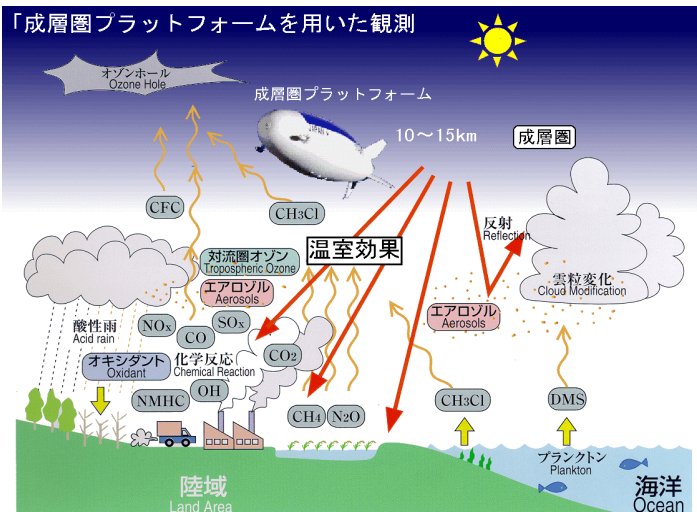 「成層圏プラットフォームを用いた観測
オゾンホール
Ozone Hole
成層圏プラットフォーム
10～15km
成層圏
CFC
CH3Cl
反射
Reflection
対流圏オゾン
Tropospheric Ozone
温室効果
エアロゾル
Aerosols
雲粒変化
Cloud Modification
エアロゾル
Aerosols
酸性雨
Acid rain
NOx
CO
SOx
オキシダント
Oxidant
化学反応
Chemical Reaction
CO2
NMHC
OH
CH4
N2O
CH3Cl
DMS
プランクトン
Plankton
陸域
Land Area
海洋
Ocean